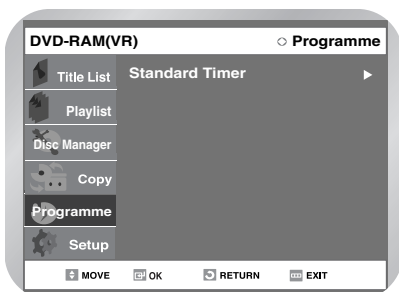 DVD-RAM(VR) Programme
Title List Standard Timer
Playlist
Disc Manager
Copy
Programme
Setup
MOVE OK RETURN EXIT